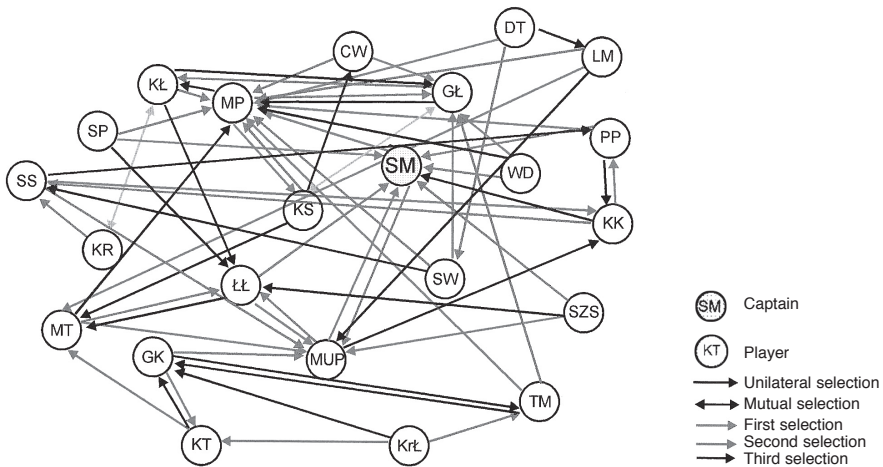 DT
CW
LM
KŁ
GŁ
MP
SP
PP
SM
WD
SS
KS
KK
KR
SW
ŁŁ
SZS
MT
GK
MUP
TM
KT
KrŁ
SM Captain
KT Player
Unilateral selection
Mutual selection
First selection
Second selection
Third selection